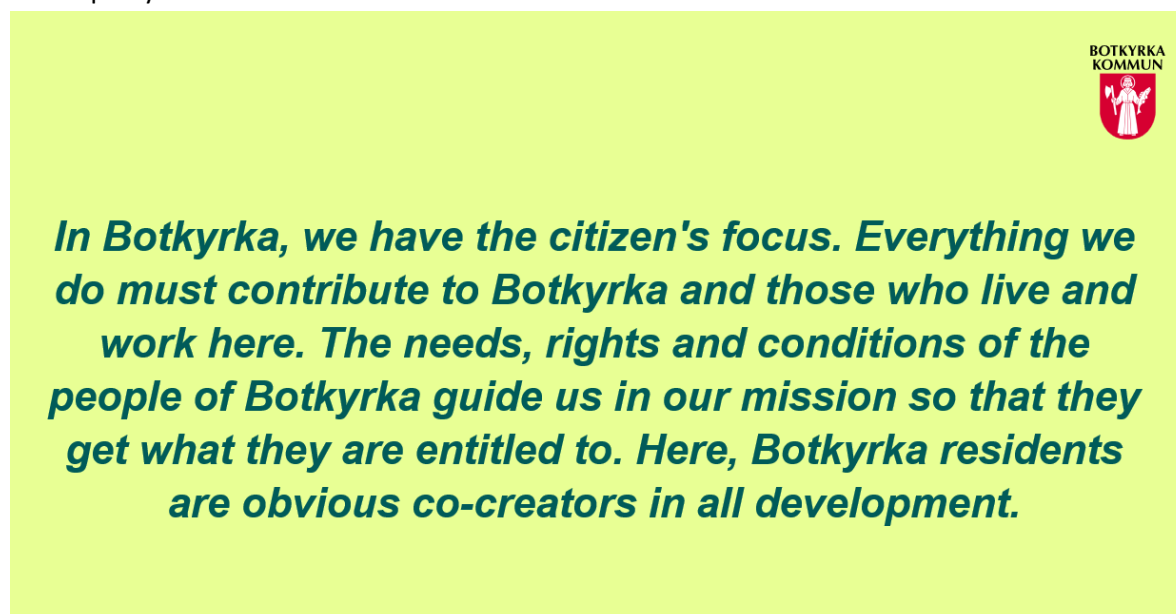 BOTKYRKA
KOMMUN
In Botkyrka, we have the citizen's focus. Everything we
do must contribute to Botkyrka and those who live and
work here. The needs, rights and conditions of the
people of Botkyrka guide us in our mission so that they
get what they are entitled to. Here, Botkyrka residents
are obvious co-creators in all development.